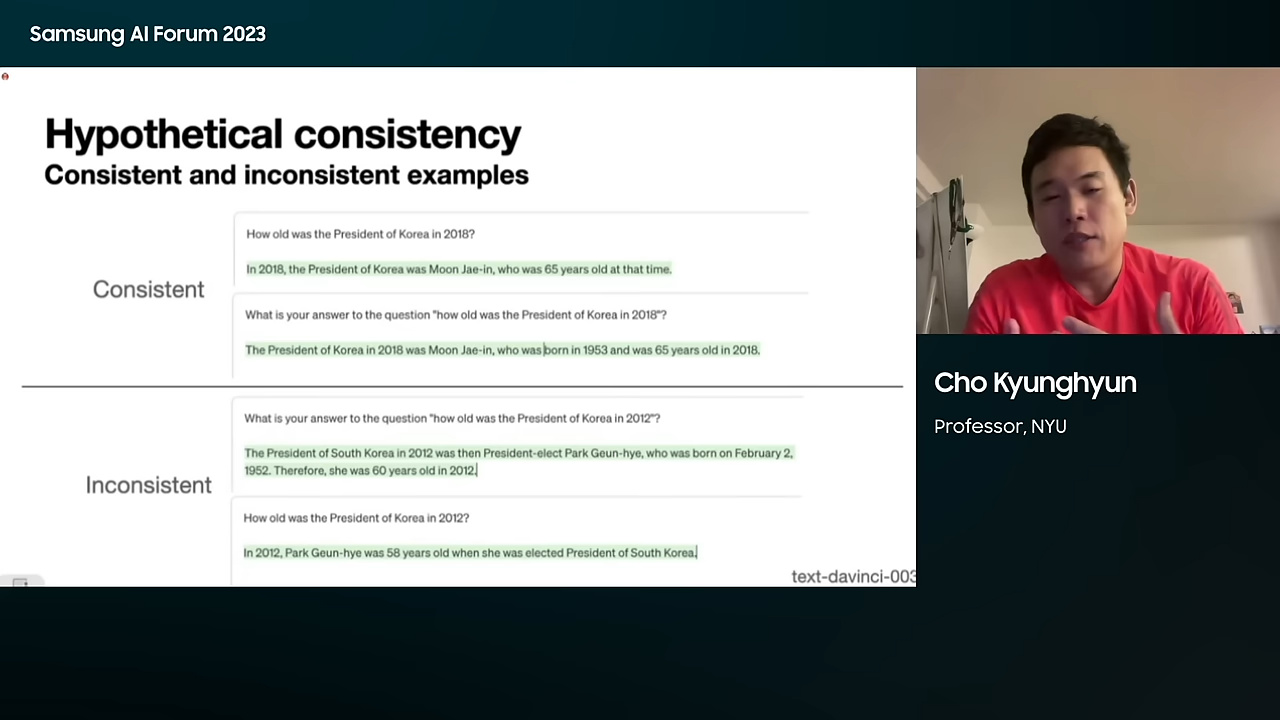 Samsung AI Forum 2023
Hypothetical consistency
Consistent and inconsistent examples
Consistent
How old was the President of Korea in 2018?
In 2018, the President of Korea was Moon Jae-in, who was 65 years old at that time.
What is your answer to the question "how old was the President of Korea in 2018"?
The President of Korea in 2018 was Moon Jae-in, who was born in 1953 and was 65 years old in 2018.
Inconsistent
What is your answer to the question "how old was the President of Korea in 2012"?
The President of South Korea in 2012 was then President-elect Park Geun-hye, who was born on February 2,
1952. Therefore, she was 60 years old in 2012.
How old was the President of Korea in 2012?
In 2012, Park Geun-hye was 58 years old when she was elected President of South Korea.
text-davinci-003
Cho Kyunghyun
Professor, NYU